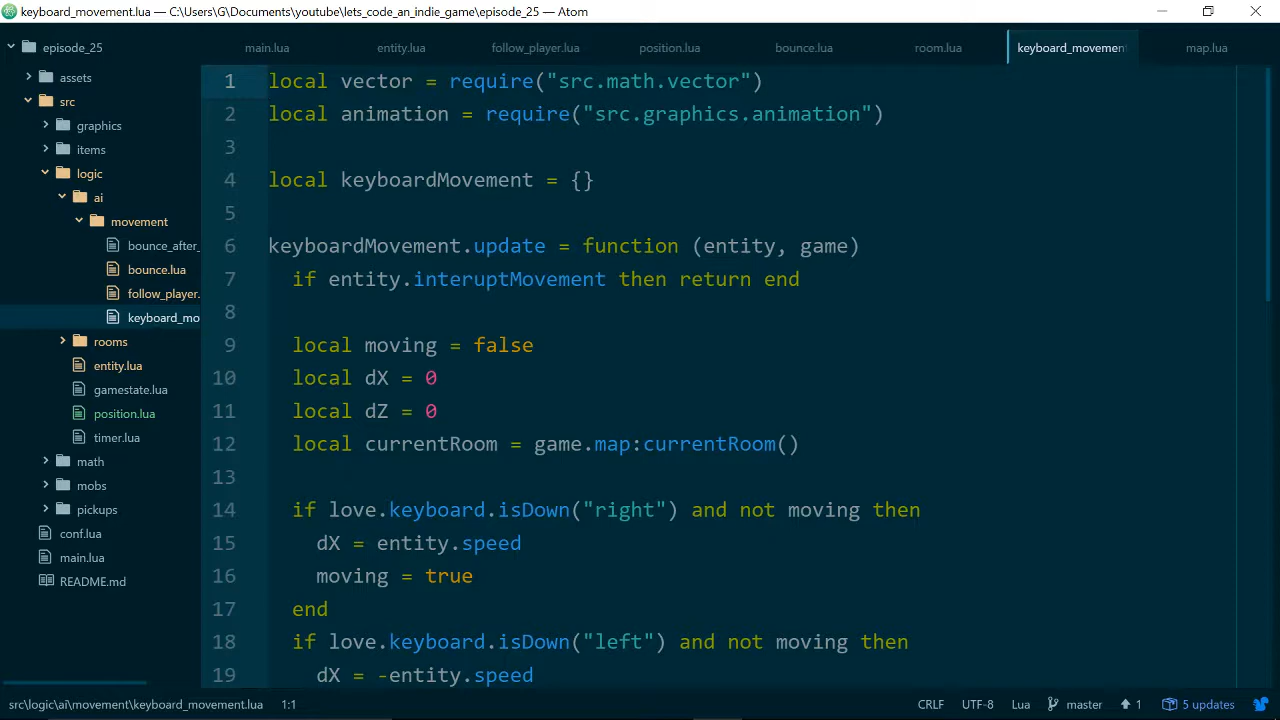 keyboard_movement.lua — C:\Users\G\Documents\youtube\lets_code_an_indie_game\episode_25 — Atom
episode_25
main.lua
entity.lua
follow_player.lua
position.lua
bounce.lua
room.lua
keyboard_movement
map.lua
assets
src
graphics
items
logic
ai
movement
bounce_after_
bounce.lua
follow_player.
keyboard_mo
rooms
entity.lua
gamestate.lua
position.lua
timer.lua
math
mobs
pickups
conf.lua
main.lua
README.md
1 local vector = require("src.math.vector")
2 local animation = require("src.graphics.animation")
3
4 local keyboardMovement = {}
5
6 keyboardMovement.update = function (entity, game)
7 if entity.interuptMovement then return end
8
9 local moving = false
10 local dX = 0
11 local dZ = 0
12 local currentRoom = game.map:currentRoom()
13
14 if love.keyboard.isDown("right") and not moving then
15 dX = entity.speed
16 moving = true
17 end
18 if love.keyboard.isDown("left") and not moving then
19 dX = -entity.speed
src\logic\ai\movement\keyboard_movement.lua 1:1
CRLF UTF-8 Lua master 1 5 updates